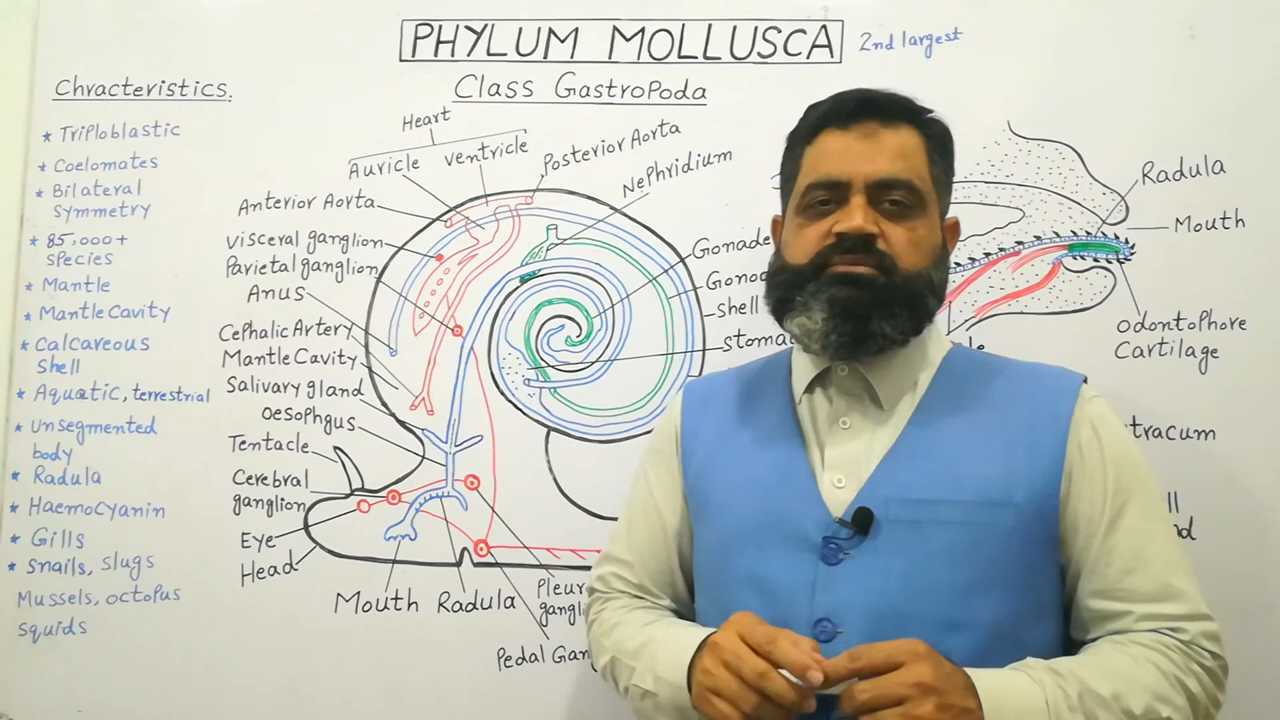 PHYLUM MOLLUSCA
2nd largest
Class GastroPoda
Chracteristics.
* Triploblastic
* Coelomates
* Bilateral
symmetry
* 85,000+
species
* Mantle
* Mantle Cavity
* Calcareous
shell
* Aquatic, terrestrial
* unsegmented
body
* Radula
* Haemocyanin
* Gills
* Snails, slugs
Mussels, octopus
squids
Heart
Auricle
ventricle
Posterior Aorta
Nephridium
Anterior Aorta
visceral ganglion
Parietal ganglion
Anus
Cephalic Artery
Mantle Cavity
Salivary gland
Oesophgus
Tentacle
Cerebral
ganglion
Eye
Head
Mouth
Radula
Pedal
shell
Radula
Mouth
Odontophore
Cartilage